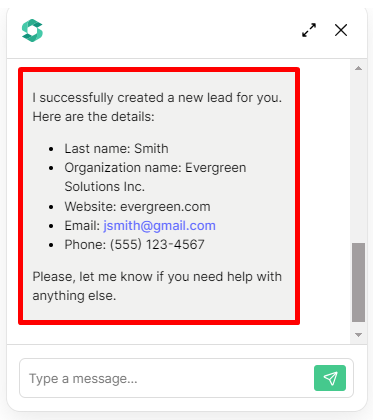 I successfully created a new lead for you.
Here are the details:
Last name: Smith
Organization name: Evergreen
Solutions Inc.
Website: evergreen.com
Email: jsmith@gmail.com
Phone: (555) 123-4567
Please, let me know if you need help with
anything else.
Type a message...